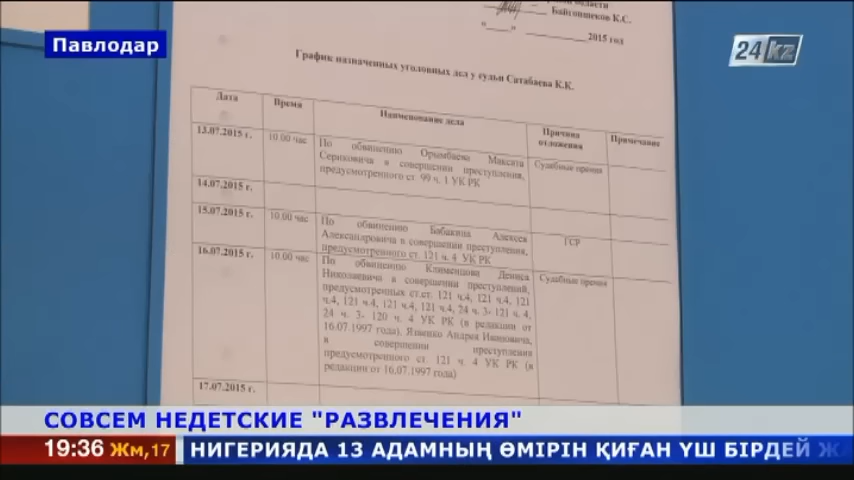 Павлодар
24kz
области
Байгоншеков К.С.
"____" ____________2015 год
График назначенных уголовных дел у судьи Сатабаева К.К.
Дата Время Наименование дела Причина отложения Примечание
13.07.2015 г. 10.00 час По обвинению Орымбаева Максата Судебные прения
Сериковича в совершении преступления,
предусмотренного ст. 99 ч. 1 УК РК
14.07.2015 г.
15.07.2015 г. 10.00 час По обвинению Бабакина Алексея ГСР
Александровича в совершении преступления,
предусмотренного ст. 121 ч. 4 УК РК
16.07.2015 г. 10.00 час По обвинению Клименцова Дениса Судебные прения
Николаевича в совершении преступлений,
предусмотренных ст.ст. 121 ч.4, 121 ч.4, 121
ч.4, 121 ч.4, 121 ч.4, 121 ч.4, 24 ч. 3- 121 ч. 4,
24 ч. 3- 120 ч. 4 УК РК (в редакции от
16.07.1997 года), Андрея Ивановича,
в совершении преступления
предусмотренного ст. 121 ч. 4 УК РК (в
редакции от 16.07.1997 года)
17.07.2015 г.
СОВСЕМ НЕДЕТСКИЕ "РАЗВЛЕЧЕНИЯ"
19:36 Жм,17 НИГЕРИЯДА 13 АДАМНЫҢ ӨМІРІН ҚИҒАН ҮШ БІРДЕЙ